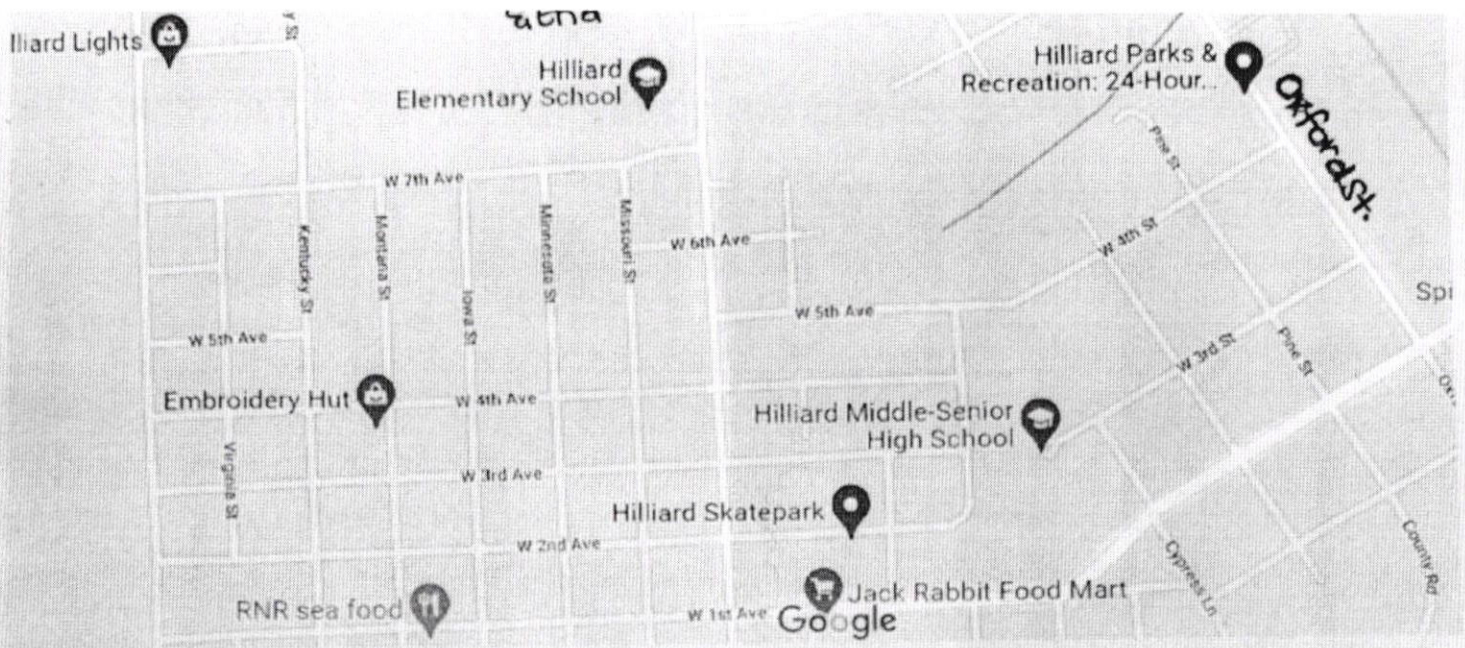 lliard Lights
y St
Hilliard
Elementary School
Hilliard Parks &
Recreation: 24-Hour...
Oxford St.
Pine St
W 7th Ave
Kentucky St
Montana St
Iowa St
Minnesota St
Missouri St
W 6th Ave
W 4th St
W 5th Ave
Spr
W 5th Ave
W 3rd St
Pine St
Embroidery Hut
W 4th Ave
Hilliard Middle-Senior
High School
Virginia St
W 3rd Ave
Hilliard Skatepark
W 2nd Ave
Cypress Ln
County Rd
RNR sea food
W 1st Ave
Jack Rabbit Food Mart
Google